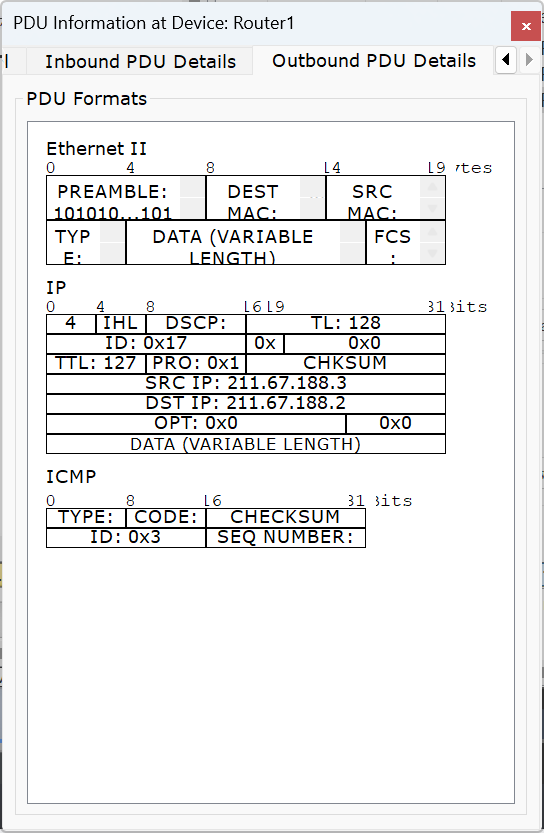 PDU Information at Device: Router1
Inbound PDU Details Outbound PDU Details
PDU Formats
Ethernet II
0 4 8 14 19 ytes
PREAMBLE: DEST SRC
101010...101 MAC: MAC:
TYP DATA (VARIABLE FCS
E: LENGTH) :
IP
0 4 8 16 19 31 Bits
4 IHL DSCP: TL: 128
ID: 0x17 0x 0x0
TTL: 127 PRO: 0x1 CHKSUM
SRC IP: 211.67.188.3
DST IP: 211.67.188.2
OPT: 0x0 0x0
DATA (VARIABLE LENGTH)
ICMP
0 8 16 31 Bits
TYPE: CODE: CHECKSUM
ID: 0x3 SEQ NUMBER: